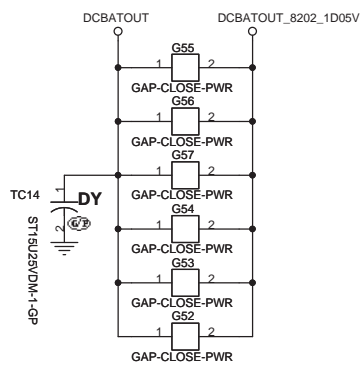 DCBATOUT
DCBATOUT_8202_1D05V
G55
1 2
GAP-CLOSE-PWR
G56
1 2
GAP-CLOSE-PWR
G57
1 2
GAP-CLOSE-PWR
TC14
1
DY
2
ST15U25VDM-1-GP
G54
1 2
GAP-CLOSE-PWR
G53
1 2
GAP-CLOSE-PWR
G52
1 2
GAP-CLOSE-PWR